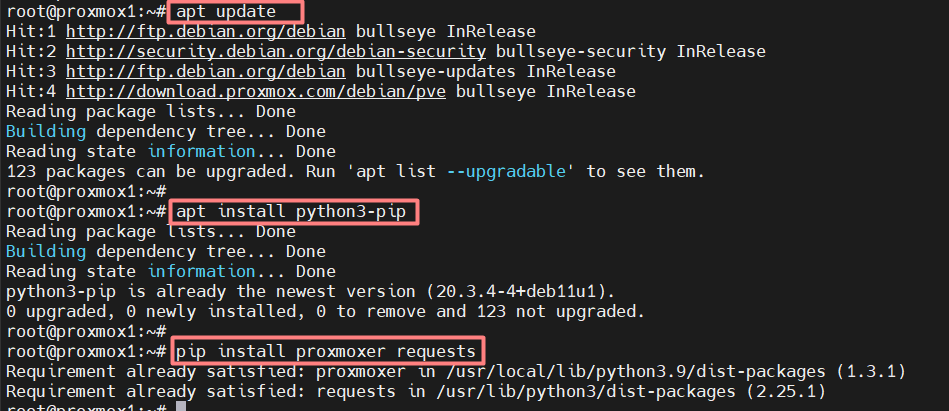 root@proxmox1:~# apt update
Hit:1 http://ftp.debian.org/debian bullseye InRelease
Hit:2 http://security.debian.org/debian-security bullseye-security InRelease
Hit:3 http://ftp.debian.org/debian bullseye-updates InRelease
Hit:4 http://download.proxmox.com/debian/pve bullseye InRelease
Reading package lists... Done
Building dependency tree... Done
Reading state information... Done
123 packages can be upgraded. Run 'apt list --upgradable' to see them.
root@proxmox1:~#
root@proxmox1:~# apt install python3-pip
Reading package lists... Done
Building dependency tree... Done
Reading state information... Done
python3-pip is already the newest version (20.3.4-4+deb11u1).
0 upgraded, 0 newly installed, 0 to remove and 123 not upgraded.
root@proxmox1:~#
root@proxmox1:~# pip install proxmoxer requests
Requirement already satisfied: proxmoxer in /usr/local/lib/python3.9/dist-packages (1.3.1)
Requirement already satisfied: requests in /usr/lib/python3/dist-packages (2.25.1)
root@proxmox1:~#